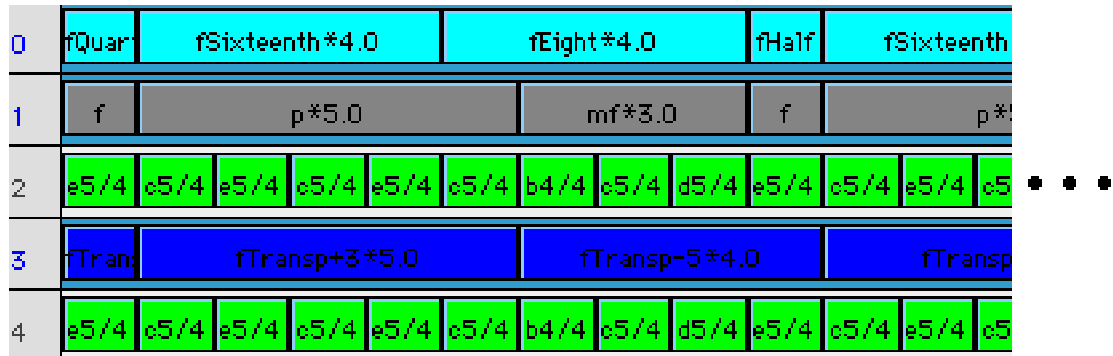 0 fQuar fSixteenth*4.0 fEight*4.0 fHalf fSixteenth
1 f p*5.0 mf*3.0 f p*
2 e5/4 c5/4 e5/4 c5/4 e5/4 c5/4 b4/4 c5/4 d5/4 e5/4 c5/4 e5/4 c5
3 fTrans fTransp+3*5.0 fTransp-5*4.0 fTransp
4 e5/4 c5/4 e5/4 c5/4 e5/4 c5/4 b4/4 c5/4 d5/4 e5/4 c5/4 e5/4 c5